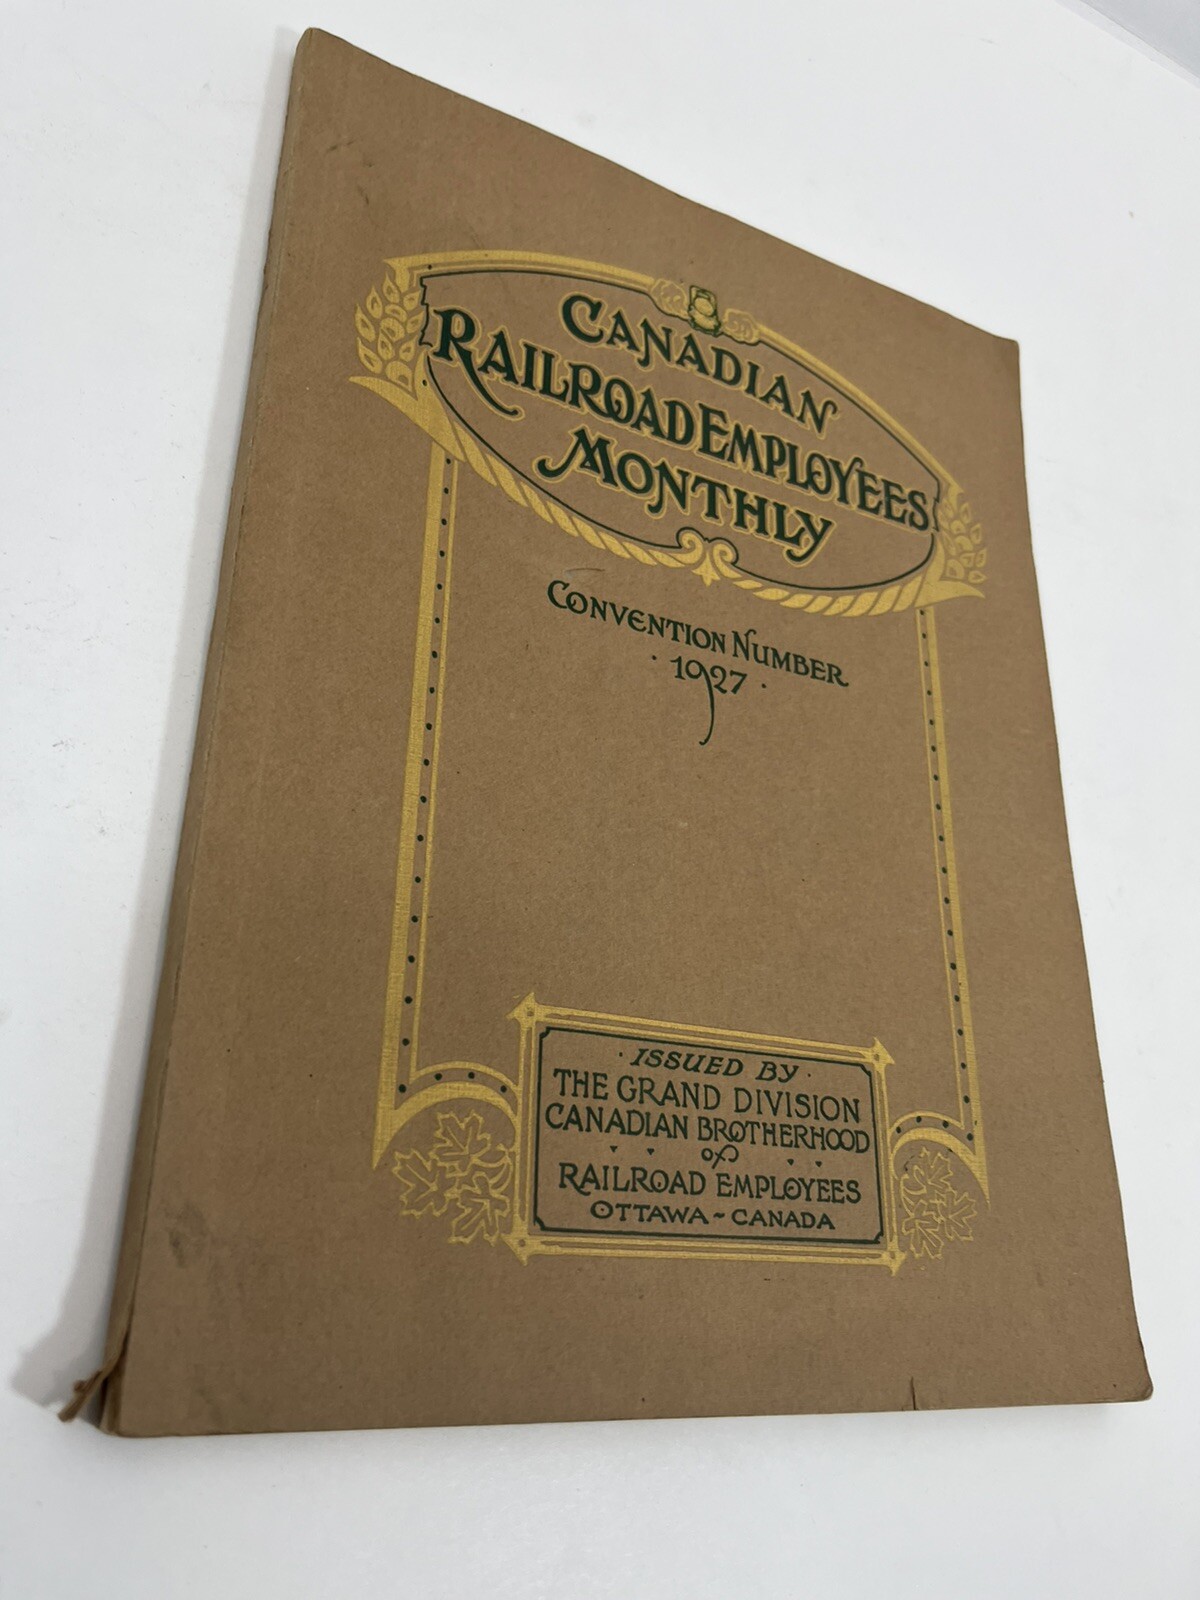 CANADIAN
RAILROAD EMPLOYEES
MONTHLY
CONVENTION NUMBER
· 1927 ·
· ISSUED BY ·
THE GRAND DIVISION
CANADIAN BROTHERHOOD
of
RAILROAD EMPLOYEES
OTTAWA ~ CANADA